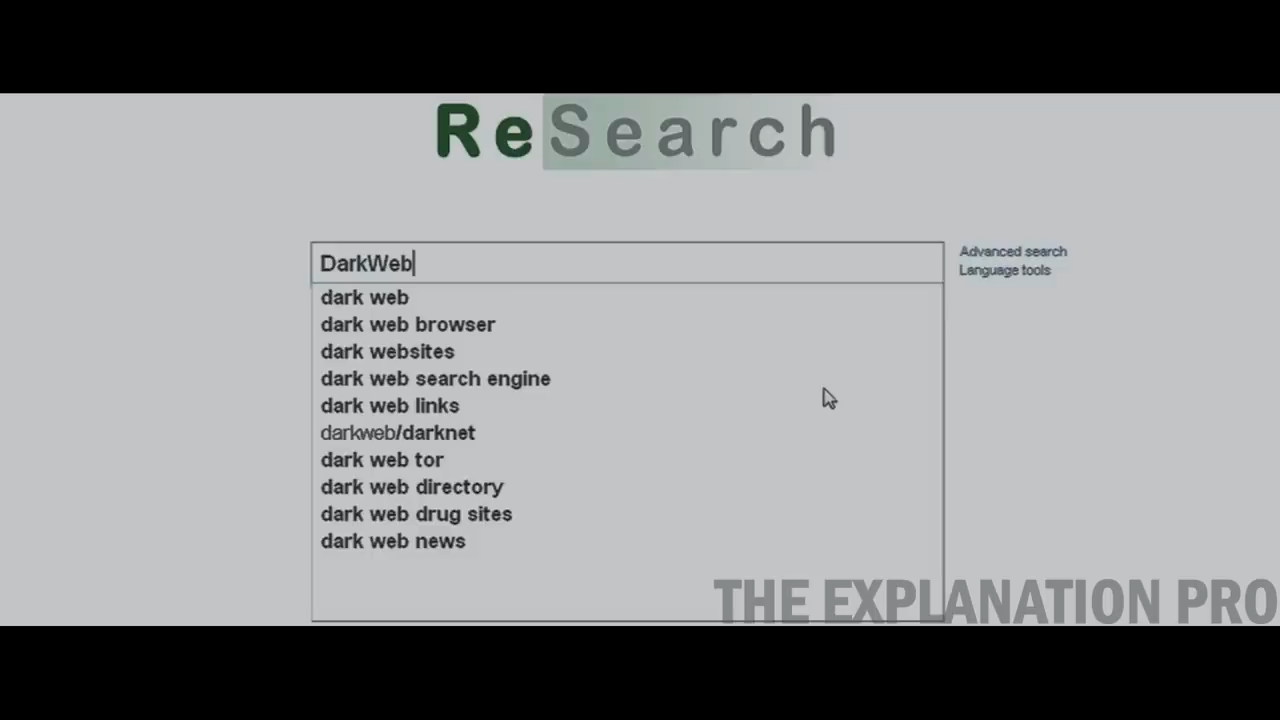 ReSearch
DarkWeb
Advanced search
Language tools
dark web
dark web browser
dark websites
dark web search engine
dark web links
darkweb/darknet
dark web tor
dark web directory
dark web drug sites
dark web news
THE EXPLANATION PRO